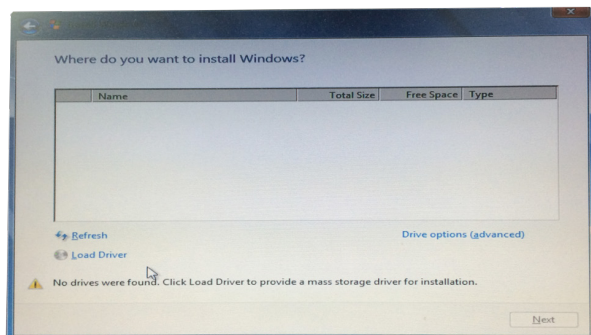 Where do you want to install Windows?
Name Total Size Free Space Type
Refresh Drive options (advanced)
Load Driver
No drives were found. Click Load Driver to provide a mass storage driver for installation.
Next